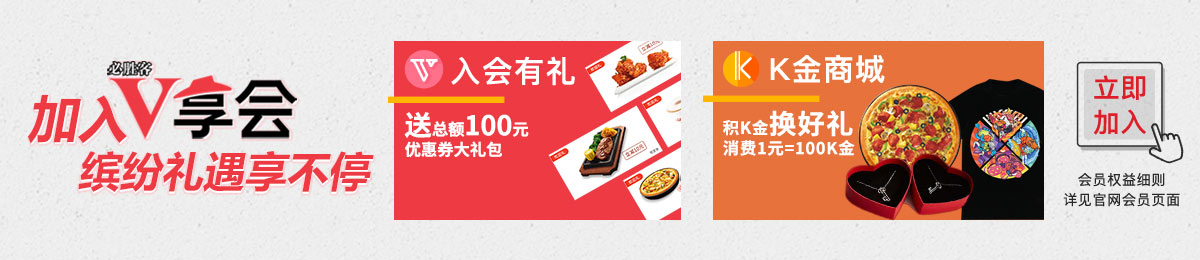 必胜客
加入V享会
缤纷礼遇享不停
入会有礼
送总额100元
优惠券大礼包
K金商城
积K金换好礼
消费1元=100K金
立即
加入
会员权益细则
详见官网会员页面